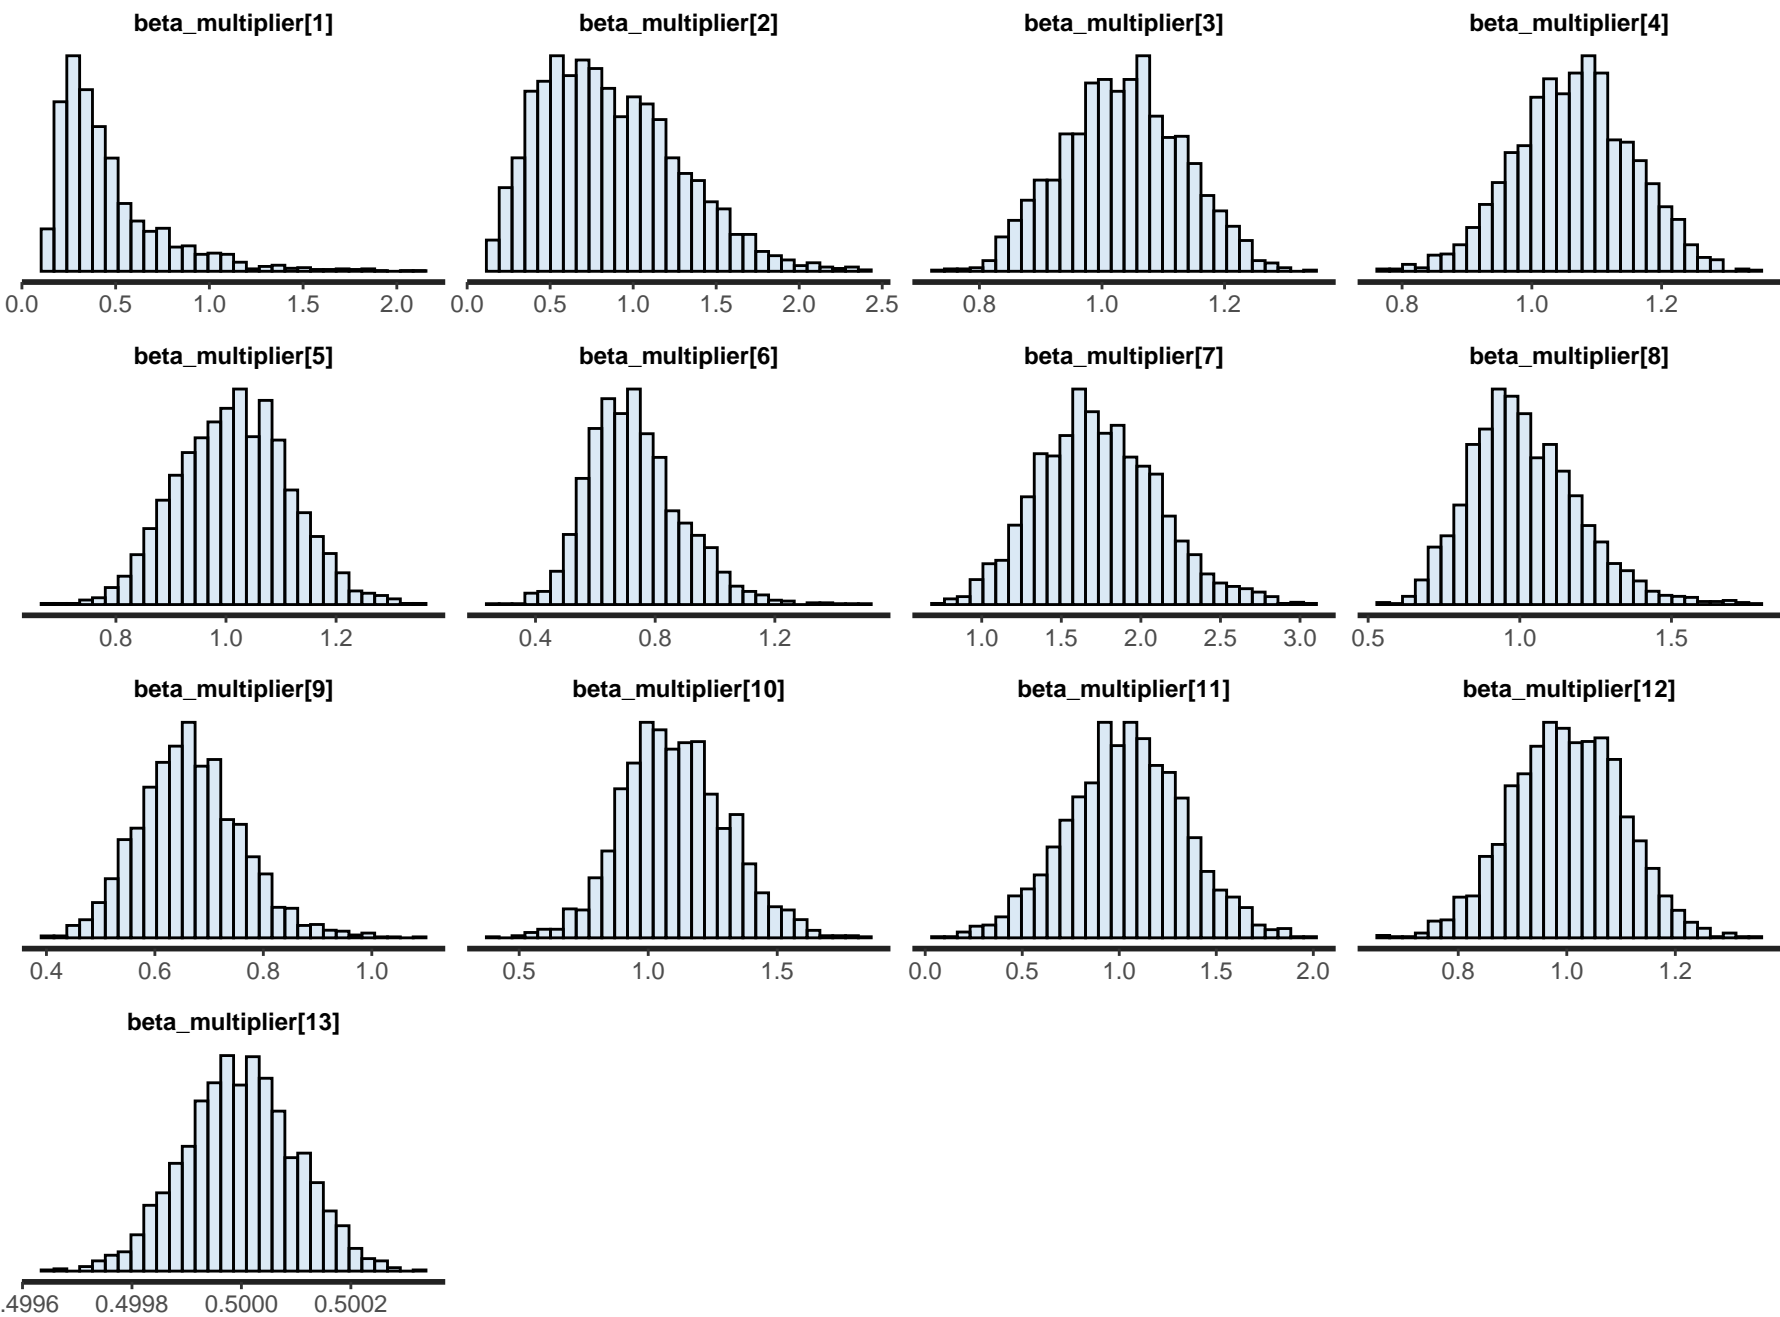 beta_multiplier[1] beta_multiplier[2] beta_multiplier[3] beta_multiplier[4]
0.0 0.5 1.0 1.5 2.0 0.0 0.5 1.0 1.5 2.0 2.5 0.8 1.0 1.2 0.8 1.0 1.2
beta_multiplier[5] beta_multiplier[6] beta_multiplier[7] beta_multiplier[8]
0.8 1.0 1.2 0.4 0.8 1.2 1.0 1.5 2.0 2.5 3.0 0.5 1.0 1.5
beta_multiplier[9] beta_multiplier[10] beta_multiplier[11] beta_multiplier[12]
0.4 0.6 0.8 1.0 0.5 1.0 1.5 0.0 0.5 1.0 1.5 2.0 0.8 1.0 1.2
beta_multiplier[13]
.4996 0.4998 0.5000 0.5002